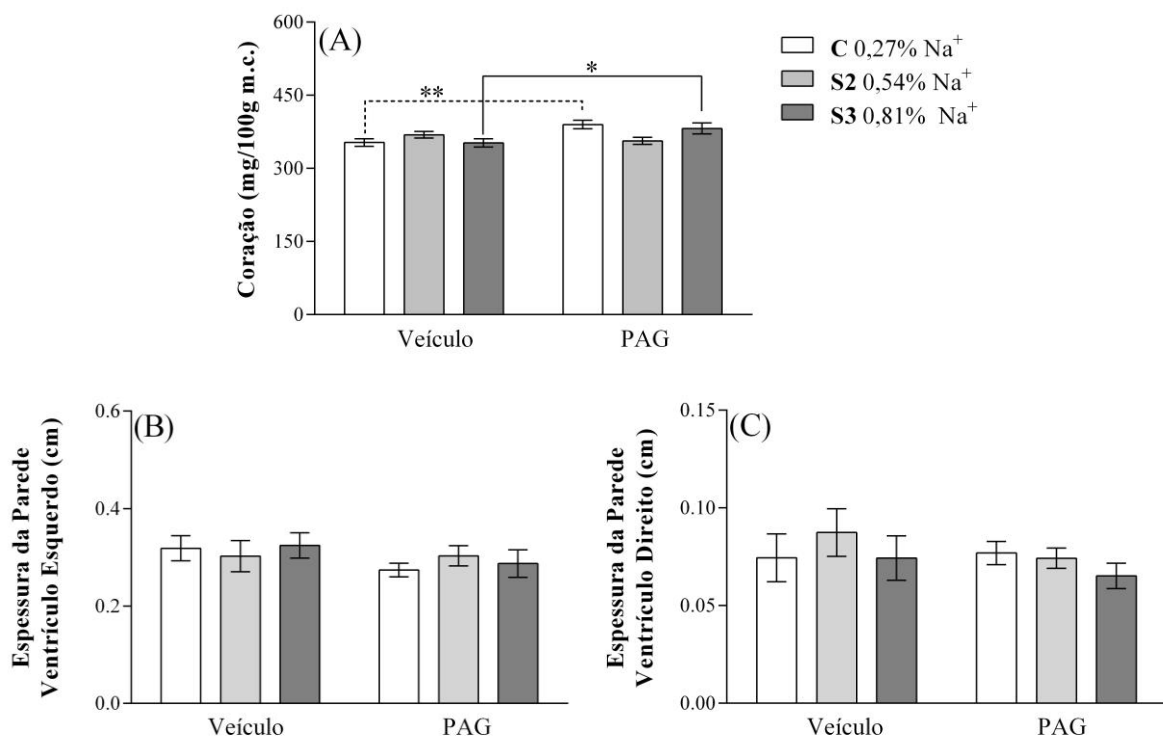 (A)
Coração (mg/100g m.c.)
600
450
300
150
0
**
*
Veículo
PAG
C 0,27% Na⁺
S2 0,54% Na⁺
S3 0,81% Na⁺
(B)
Espessura da Parede
Ventrículo Esquerdo (cm)
0.6
0.4
0.2
0.0
Veículo
PAG
(C)
Espessura da Parede
Ventrículo Direito (cm)
0.15
0.10
0.05
0.00
Veículo
PAG